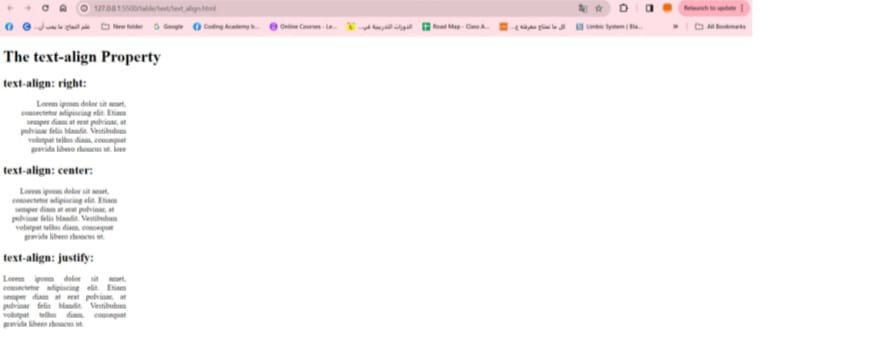 127.0.0.1:5500/table/text/text_align.html
Relaunch to update
علم النجاح: ما يجب أن...
New folder
Google
Coding Academy b...
Online Courses - Le...
الدورات التدريبية في...
Road Map - Class A...
كل ما تحتاج معرفته ع...
Limbic System | Bla...
All Bookmarks
The text-align Property
text-align: right:
Lorem ipsum dolor sit amet,
consectetur adipiscing elit. Etiam
semper diam at erat pulvinar, at
pulvinar felis blandit. Vestibulum
volutpat tellus diam, consequat
gravida libero rhoncus ut. lore
text-align: center:
Lorem ipsum dolor sit amet,
consectetur adipiscing elit. Etiam
semper diam at erat pulvinar, at
pulvinar felis blandit. Vestibulum
volutpat tellus diam, consequat
gravida libero rhoncus ut.
text-align: justify:
Lorem ipsum dolor sit amet,
consectetur adipiscing elit. Etiam
semper diam at erat pulvinar, at
pulvinar felis blandit. Vestibulum
volutpat tellus diam, consequat
gravida libero rhoncus ut.